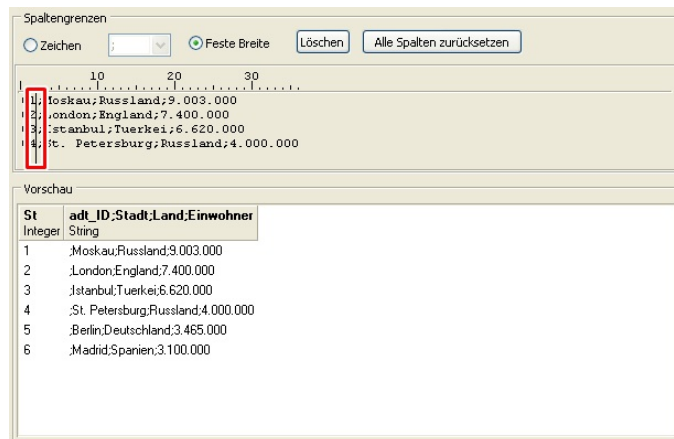 Spaltengrenzen
Zeichen ; Feste Breite Löschen Alle Spalten zurücksetzen
10 20 30
1;Moskau;Russland;9.003.000
2;London;England;7.400.000
3;Istanbul;Tuerkei;6.620.000
4;St. Petersburg;Russland;4.000.000
Vorschau
St adt_ID;Stadt;Land;Einwohner
Integer String
1 ;Moskau;Russland;9.003.000
2 ;London;England;7.400.000
3 ;Istanbul;Tuerkei;6.620.000
4 ;St. Petersburg;Russland;4.000.000
5 ;Berlin;Deutschland;3.465.000
6 ;Madrid;Spanien;3.100.000